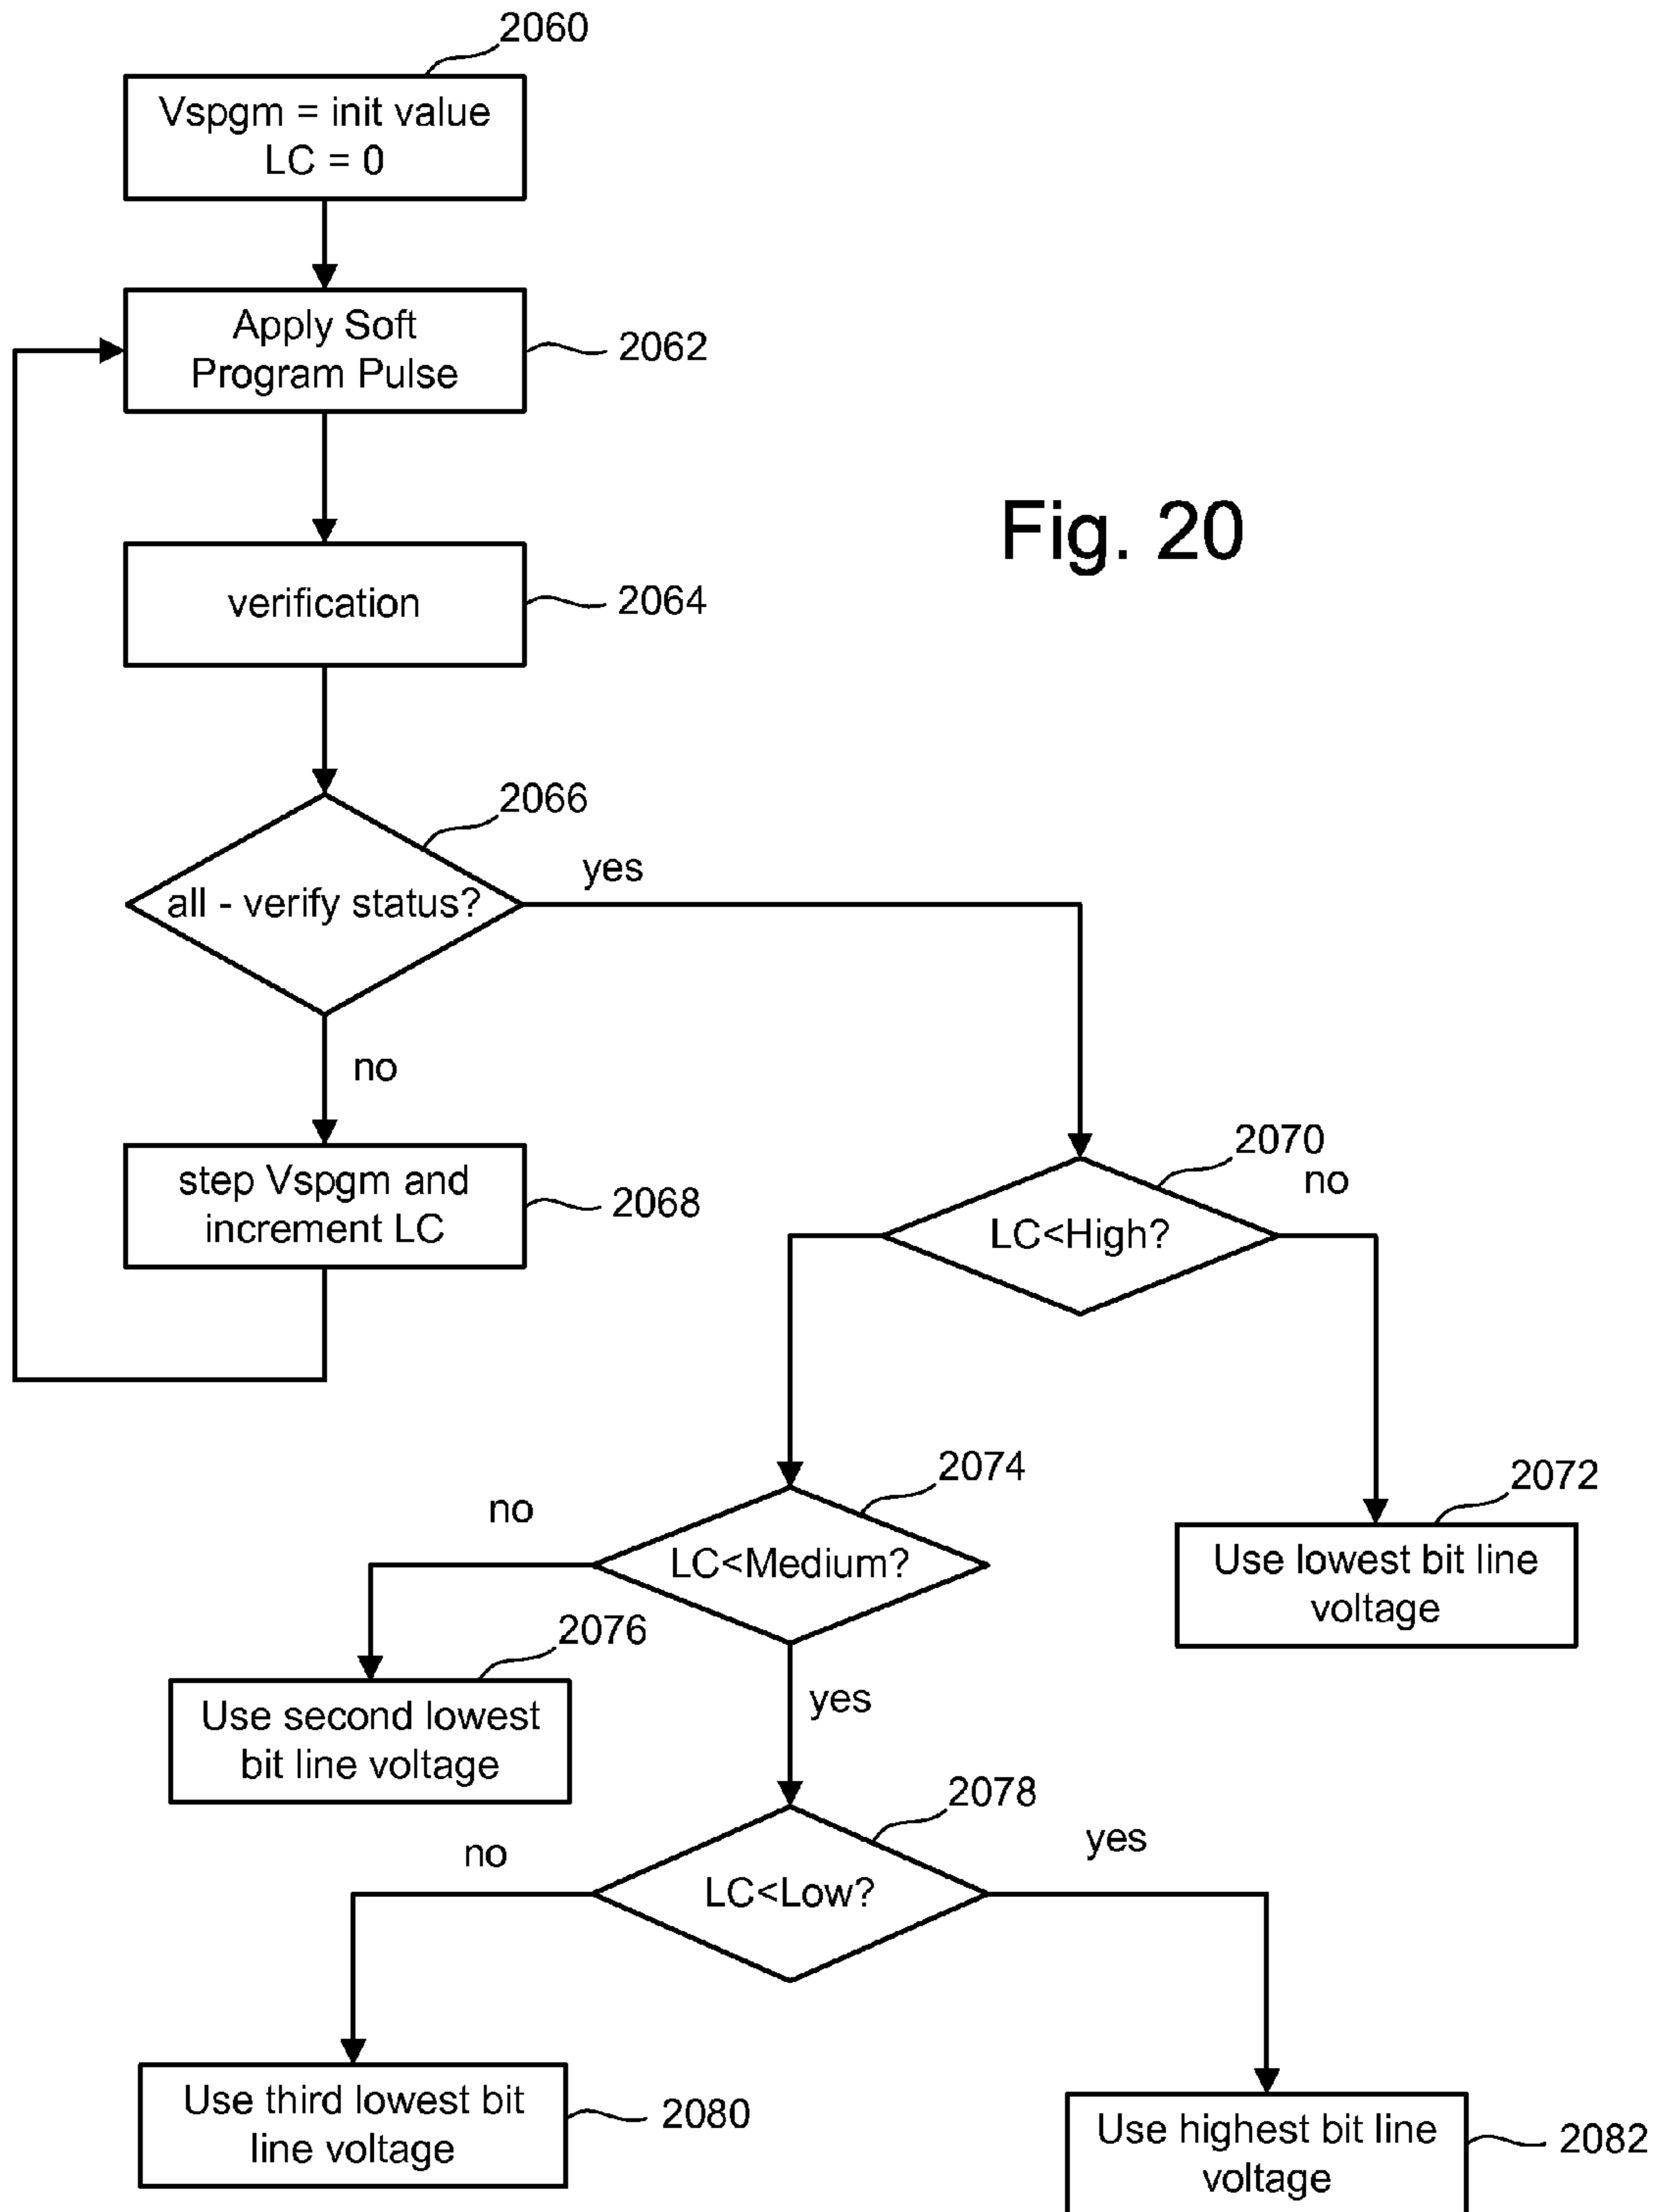 2060
Vspgm = init value
LC = 0
Apply Soft
Program Pulse
2062
Fig. 20
verification
2064
2066
all - verify status?
yes
no
step Vspgm and
increment LC
2068
2070
no
LC<High?
2074
no
LC<Medium?
2072
Use lowest bit line
voltage
2076
Use second lowest
bit line voltage
yes
2078
no
yes
LC<Low?
Use third lowest bit
line voltage
2080
Use highest bit line
voltage
2082